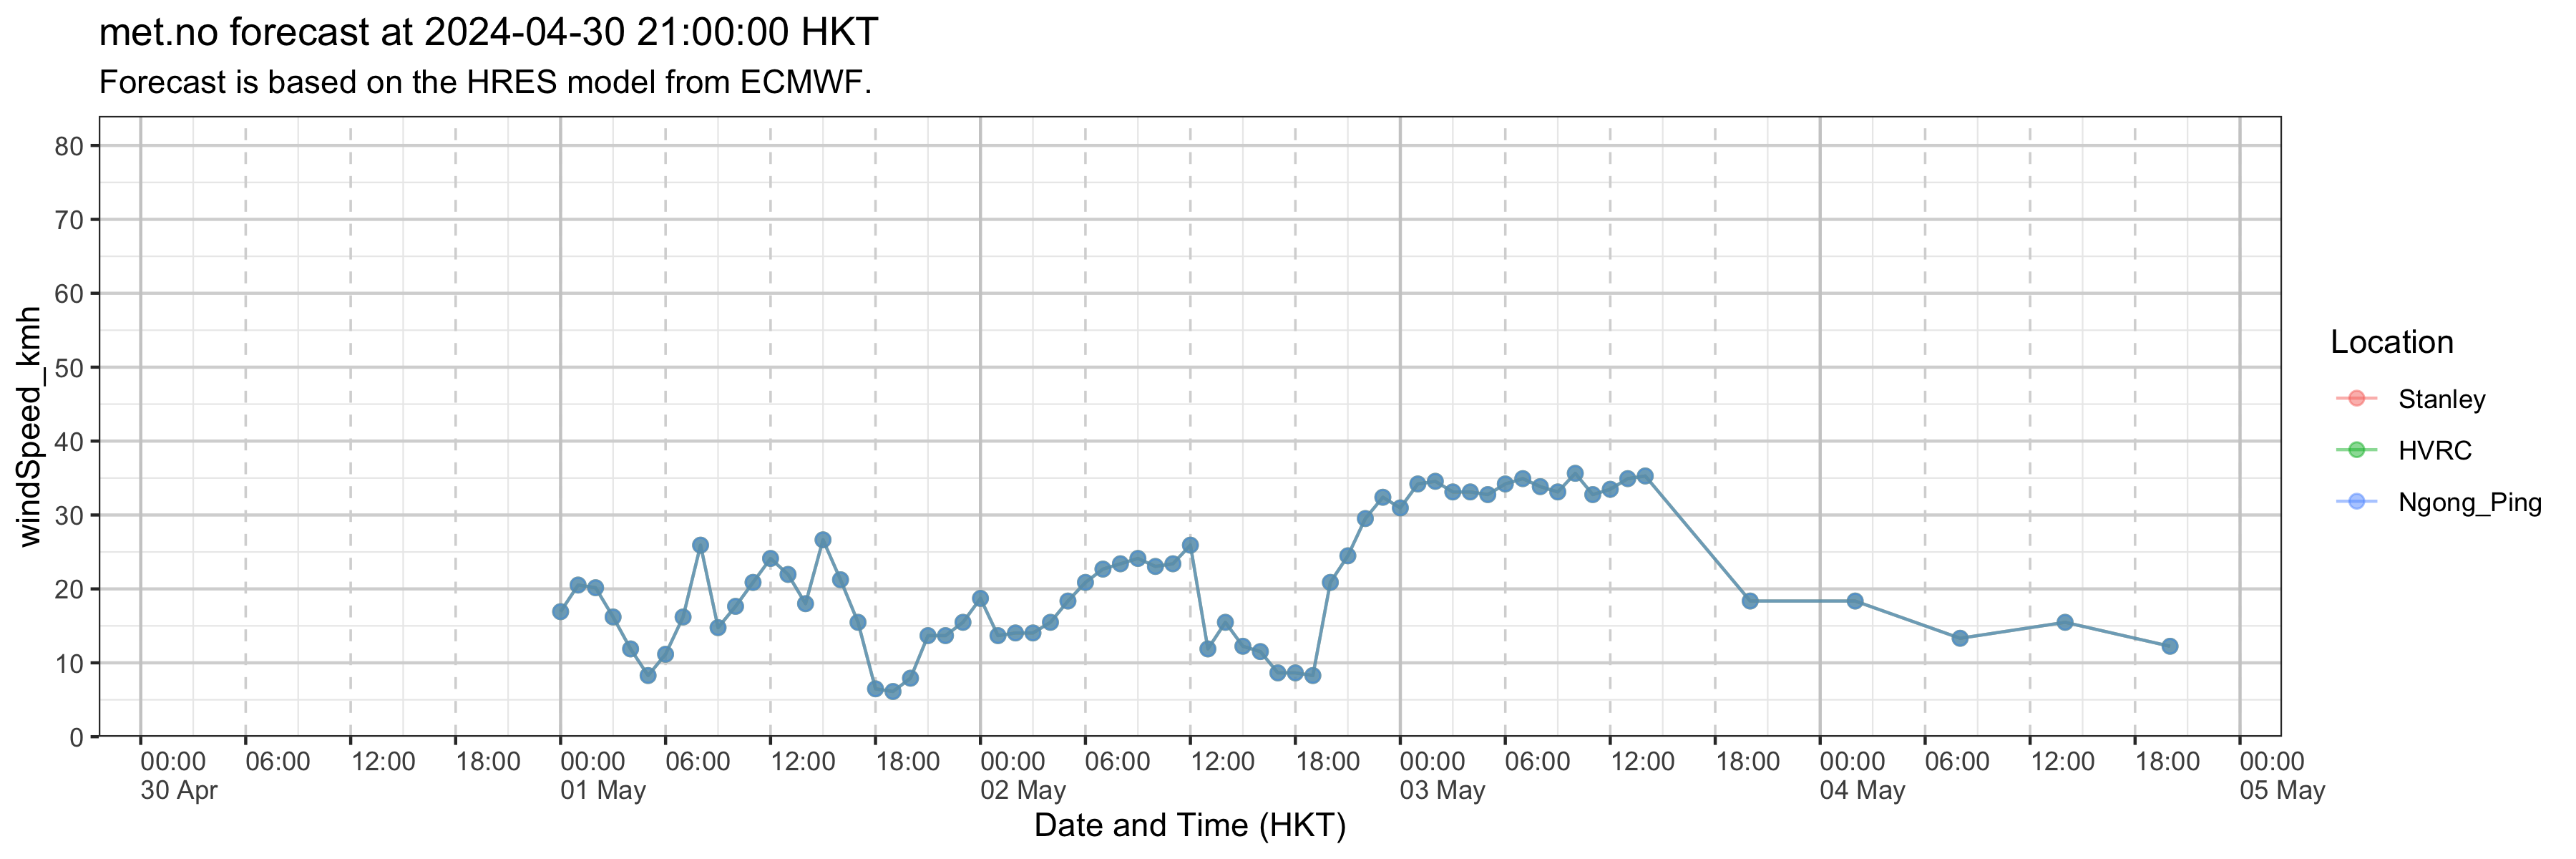 met.no forecast at 2024-04-30 21:00:00 HKT
Forecast is based on the HRES model from ECMWF.
windSpeed_kmh
80
70
60
50
40
30
20
10
0
00:00 06:00 12:00 18:00 00:00 06:00 12:00 18:00 00:00 06:00 12:00 18:00 00:00 06:00 12:00 18:00 00:00 06:00 12:00 18:00 00:00
30 Apr 01 May 02 May 03 May 04 May 05 May
Date and Time (HKT)
Location
Stanley
HVRC
Ngong_Ping